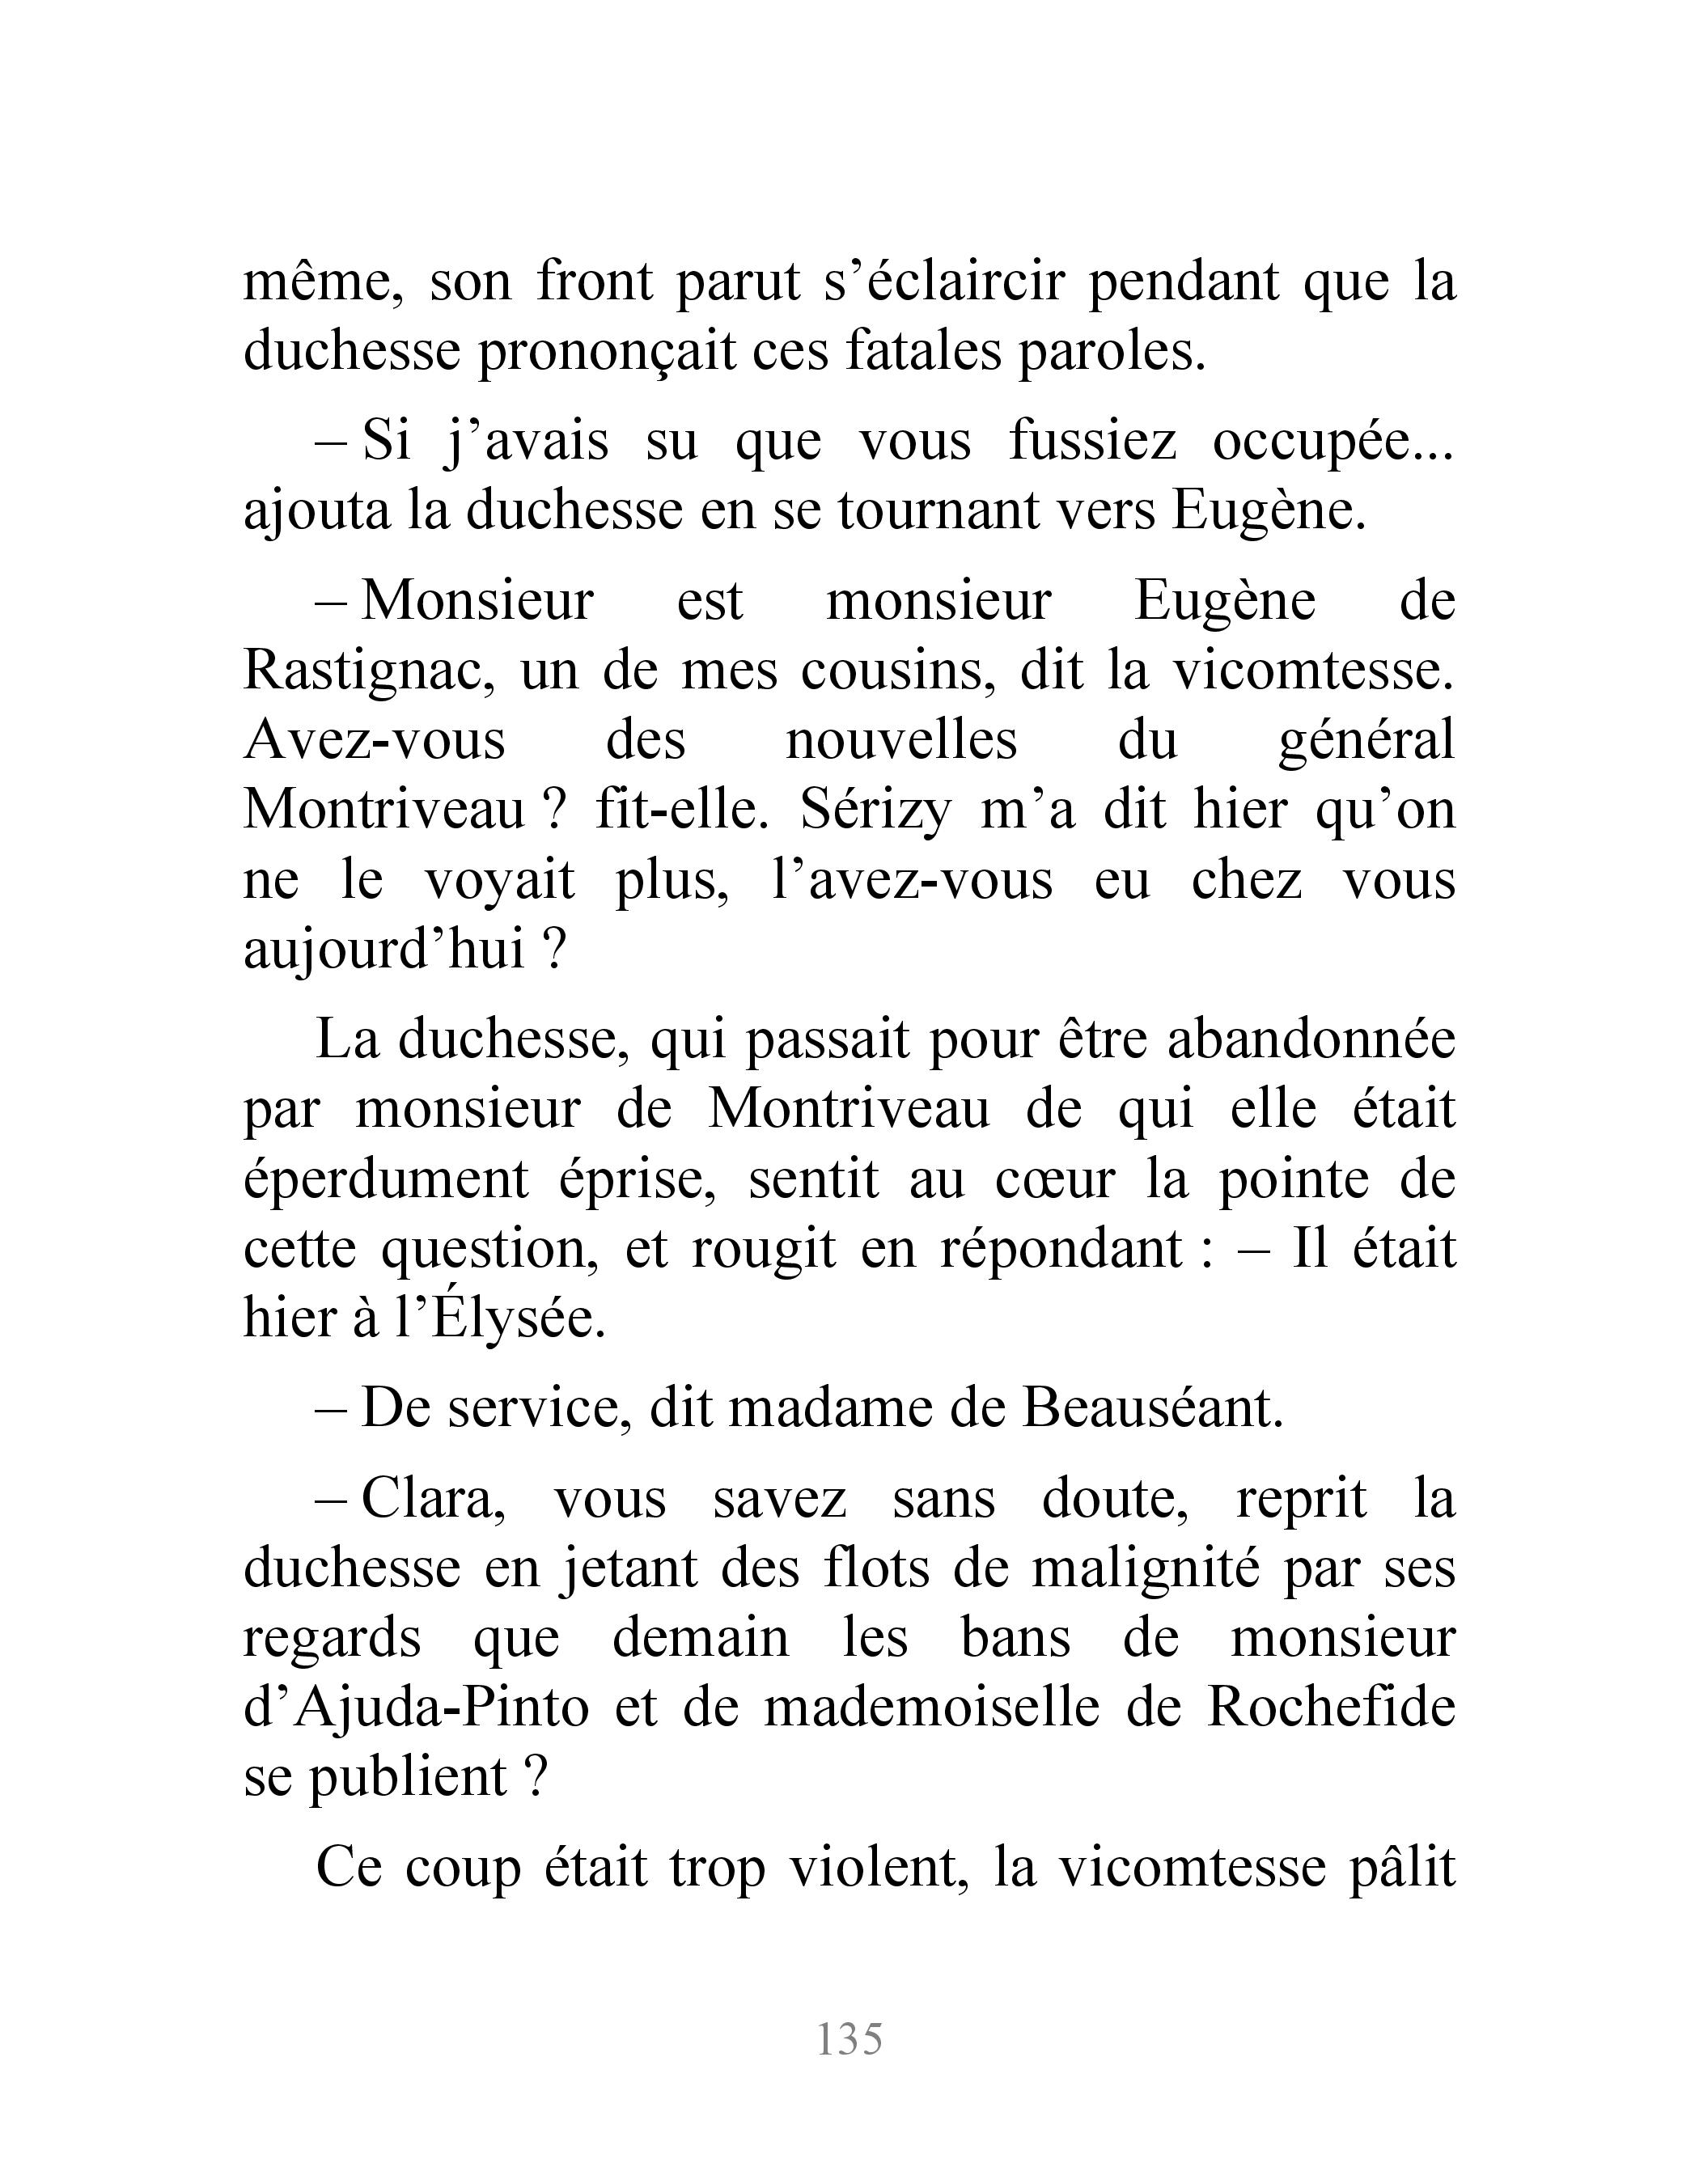 même, son front parut s’éclaircir pendant que la
duchesse prononçait ces fatales paroles.
– Si j’avais su que vous fussiez occupée...
ajouta la duchesse en se tournant vers Eugène.
– Monsieur est monsieur Eugène de
Rastignac, un de mes cousins, dit la vicomtesse.
Avez-vous des nouvelles du général
Montriveau ? fit-elle. Sérizy m’a dit hier qu’on
ne le voyait plus, l’avez-vous eu chez vous
aujourd’hui ?
La duchesse, qui passait pour être abandonnée
par monsieur de Montriveau de qui elle était
éperdument éprise, sentit au cœur la pointe de
cette question, et rougit en répondant : – Il était
hier à l’Élysée.
– De service, dit madame de Beauséant.
– Clara, vous savez sans doute, reprit la
duchesse en jetant des flots de malignité par ses
regards que demain les bans de monsieur
d’Ajuda-Pinto et de mademoiselle de Rochefide
se publient ?
Ce coup était trop violent, la vicomtesse pâlit
135